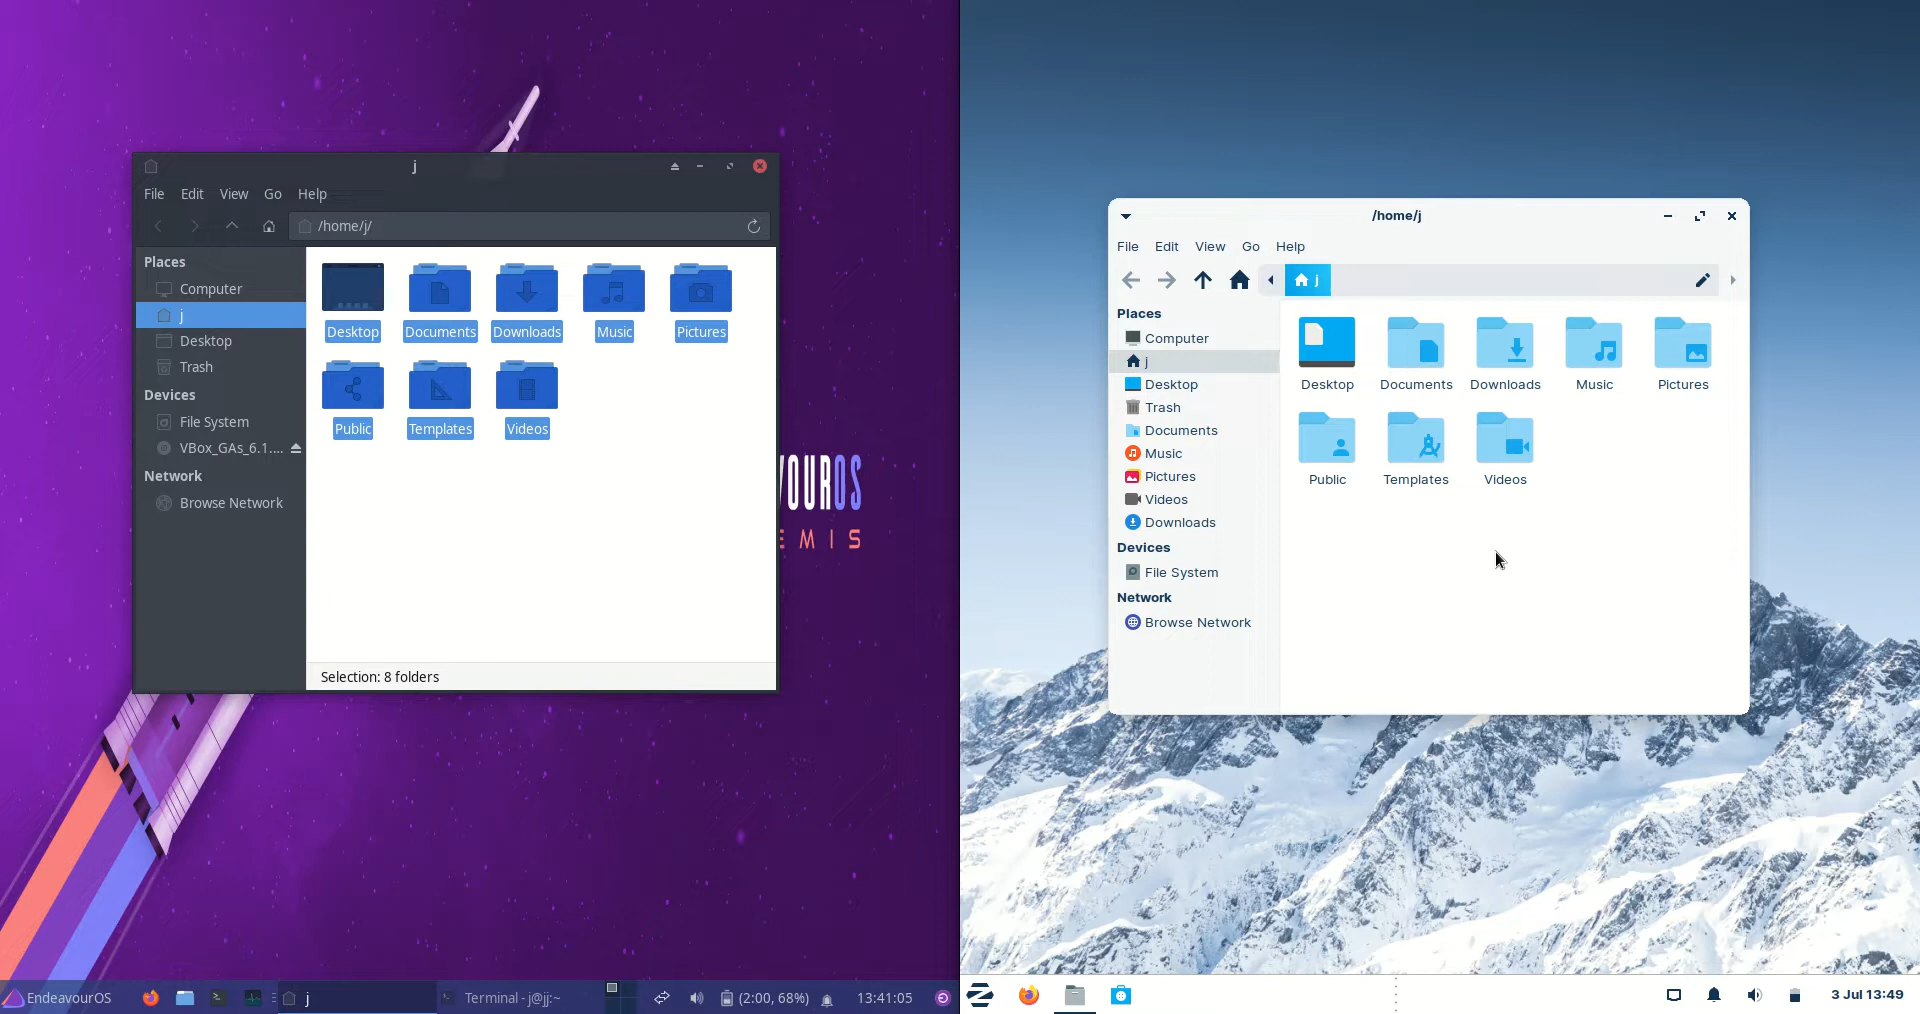 j
File Edit View Go Help
/home/j/
Places
Computer
j
Desktop
Trash
Devices
File System
VBox_GAs_6.1....
Network
Browse Network
Desktop Documents Downloads Music Pictures
Public Templates Videos
Selection: 8 folders
VOUROS
EMIS
EndeavourOS
j
Terminal - j@jj:~
(2:00, 68%)
13:41:05
/home/j
File Edit View Go Help
j
Places
Computer
j
Desktop
Trash
Documents
Music
Pictures
Videos
Downloads
Devices
File System
Network
Browse Network
Desktop Documents Downloads Music Pictures
Public Templates Videos
3 Jul 13:49